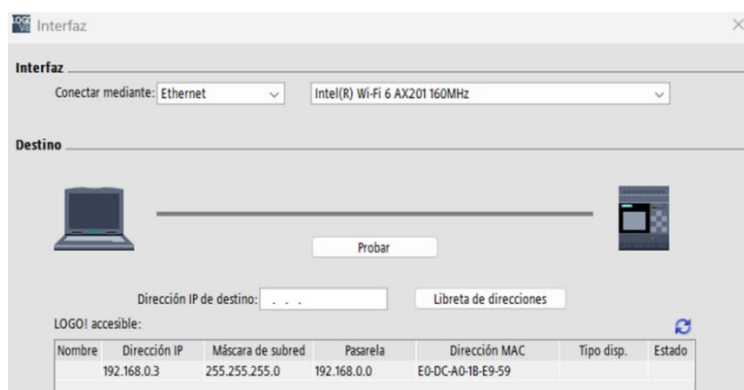 LOGO V8 Interfaz
Interfaz
Conectar mediante: Ethernet Intel(R) Wi-Fi 6 AX201 160MHz
Destino
Probar
Dirección IP de destino: . . . Libreta de direcciones
LOGO! accesible:
Nombre Dirección IP Máscara de subred Pasarela Dirección MAC Tipo disp. Estado
192.168.0.3 255.255.255.0 192.168.0.0 E0-DC-A0-1B-E9-59